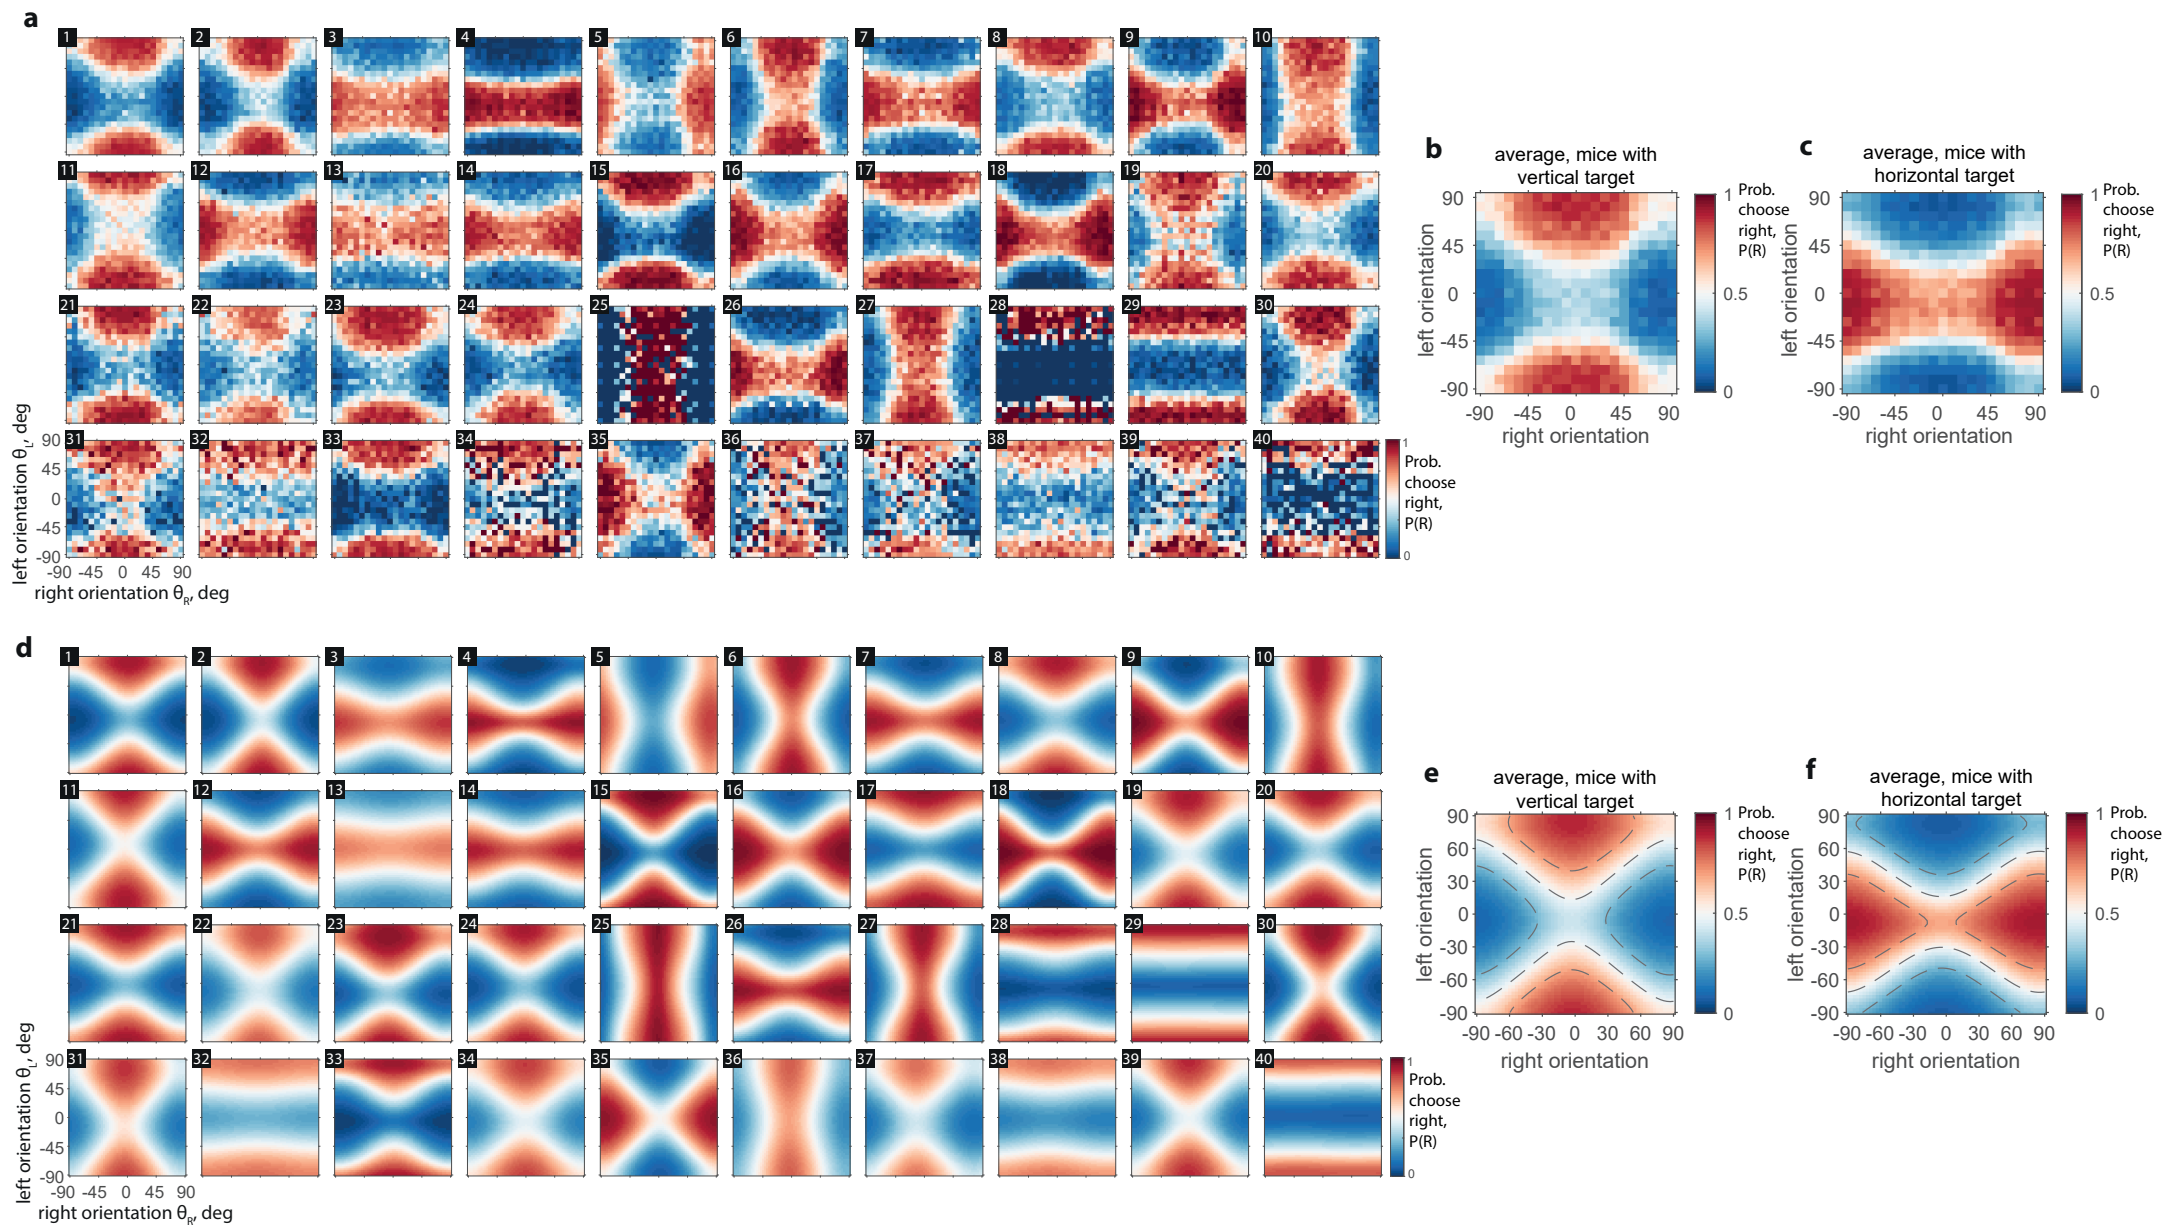 a
1 2 3 4 5 6 7 8 9 10
11 12 13 14 15 16 17 18 19 20
21 22 23 24 25 26 27 28 29 30
31 32 33 34 35 36 37 38 39 40
left orientation θL, deg
90
45
0
-45
-90
-90 -45 0 45 90
right orientation θR, deg
1
Prob.
choose
right,
P(R)
0
b
average, mice with
vertical target
left orientation
90
45
0
-45
-90
-90 -45 0 45 90
right orientation
1
0.5
0
Prob.
choose
right,
P(R)
c
average, mice with
horizontal target
left orientation
90
45
0
-45
-90
-90 -45 0 45 90
right orientation
1
0.5
0
Prob.
choose
right,
P(R)
d
1 2 3 4 5 6 7 8 9 10
11 12 13 14 15 16 17 18 19 20
21 22 23 24 25 26 27 28 29 30
31 32 33 34 35 36 37 38 39 40
left orientation θL, deg
90
45
0
-45
-90
-90 -45 0 45 90
right orientation θR, deg
1
Prob.
choose
right,
P(R)
0
e
average, mice with
vertical target
left orientation
90
60
30
0
-30
-60
-90
-90 -60 -30 0 30 60 90
right orientation
1
0.5
0
Prob.
choose
right,
P(R)
f
average, mice with
horizontal target
left orientation
90
60
30
0
-30
-60
-90
-90 -60 -30 0 30 60 90
right orientation
1
0.5
0
Prob.
choose
right,
P(R)